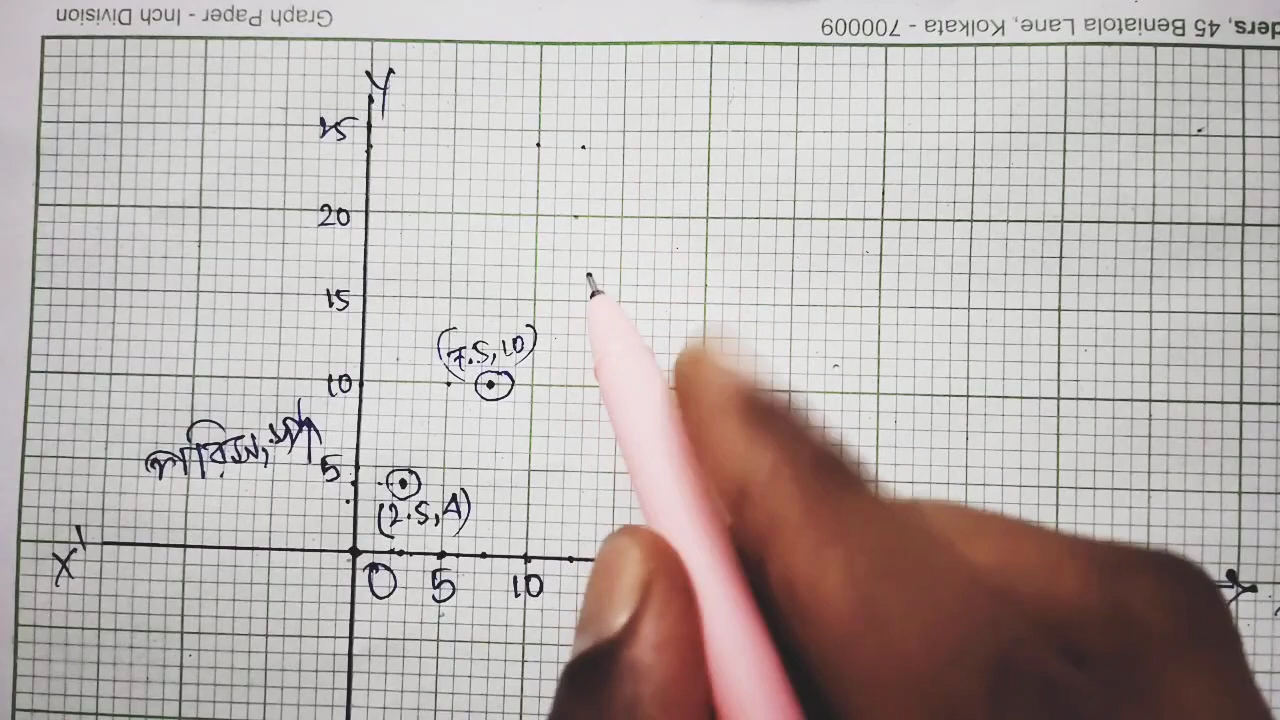 Graph Paper - Inch Division
ders, 45 Beniatola Lane, Kolkata - 700009
Y
25
20
15
(7.5, 10)
10
5
(2.5, 4)
X'
0 5 10